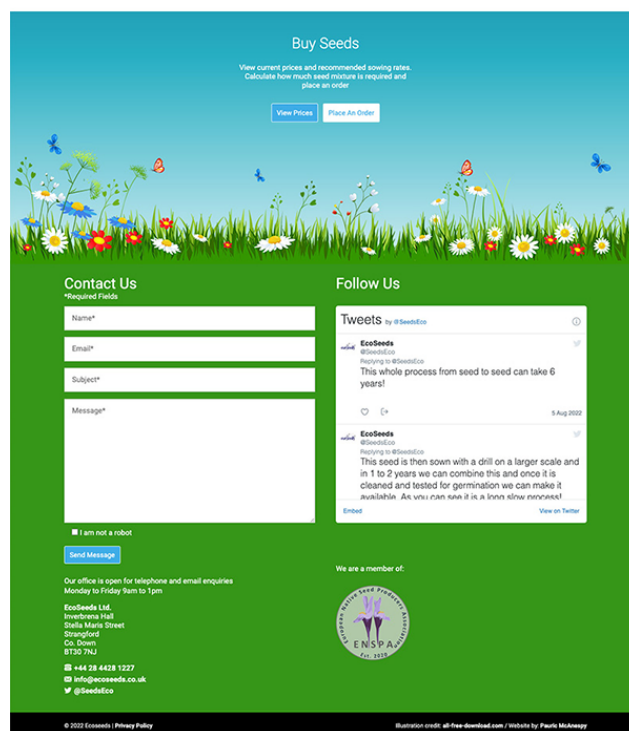 Buy Seeds
View current prices and recommended sowing rates.
Calculate how much seed mixture is required and
place an order
View Prices
Place An Order
Contact Us
*Required Fields
Name*
Email*
Subject*
Message*
I am not a robot
Send Message
Our office is open for telephone and email enquiries
Monday to Friday 9am to 1pm
EcoSeeds Ltd.
Inverbrena Hall
Stella Maris Street
Strangford
Co. Down
BT30 7NJ
+44 28 4428 1227
info@ecoseeds.co.uk
@SeedsEco
Follow Us
Tweets by @SeedsEco
EcoSeeds
@SeedsEco
Replying to @SeedsEco
This whole process from seed to seed can take 6
years!
5 Aug 2022
EcoSeeds
@SeedsEco
Replying to @SeedsEco
This seed is then sown with a drill on a larger scale and
in 1 to 2 years we can combine this and once it is
cleaned and tested for germination we can make it
available. As you can see it is a long slow process!
Embed
View on Twitter
We are a member of:
European Native Seed Producers Association
ENSPA
Est. 2020
© 2022 Ecoseeds | Privacy Policy
Illustration credit: all-free-download.com / Website by: Pauric McAnespy